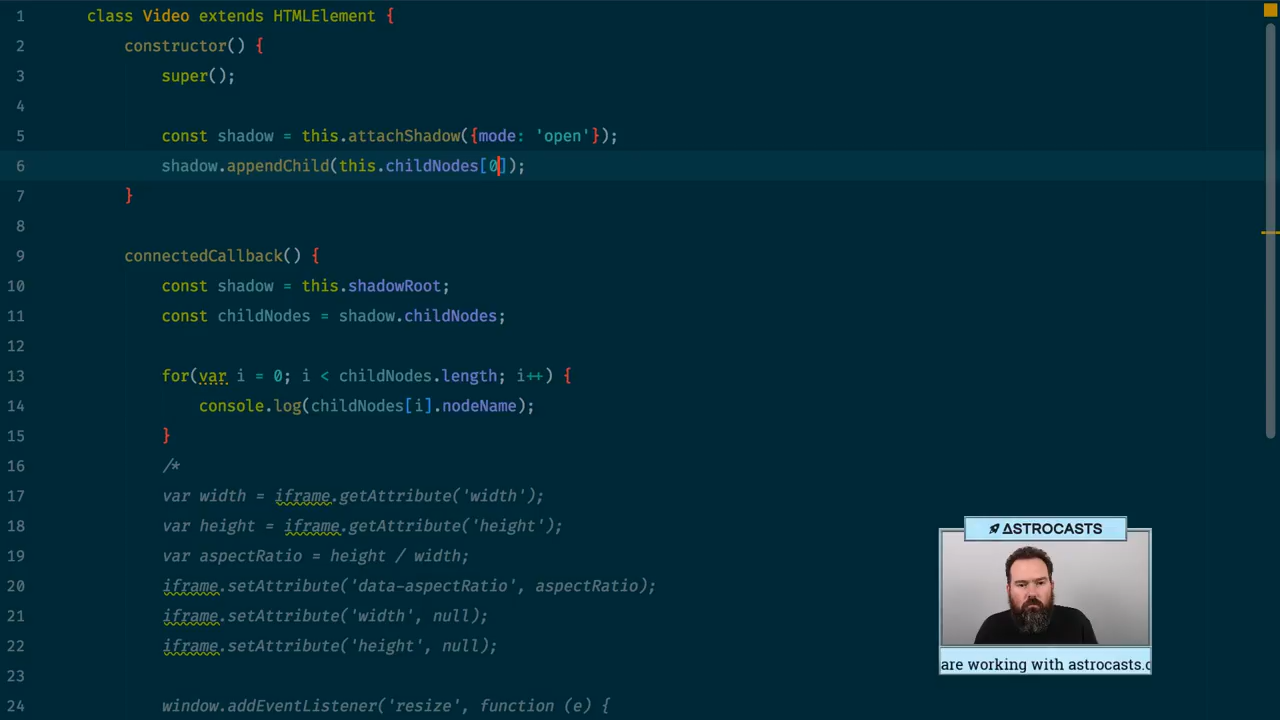 1 class Video extends HTMLElement {
2 constructor() {
3 super();
4
5 const shadow = this.attachShadow({mode: 'open'});
6 shadow.appendChild(this.childNodes[0]);
7 }
8
9 connectedCallback() {
10 const shadow = this.shadowRoot;
11 const childNodes = shadow.childNodes;
12
13 for(var i = 0; i < childNodes.length; i++) {
14 console.log(childNodes[i].nodeName);
15 }
16 /*
17 var width = iframe.getAttribute('width');
18 var height = iframe.getAttribute('height');
19 var aspectRatio = height / width;
20 iframe.setAttribute('data-aspectRatio', aspectRatio);
21 iframe.setAttribute('width', null);
22 iframe.setAttribute('height', null);
23
24 window.addEventListener('resize', function (e) {
ΔSTROCASTS
are working with astrocasts.c